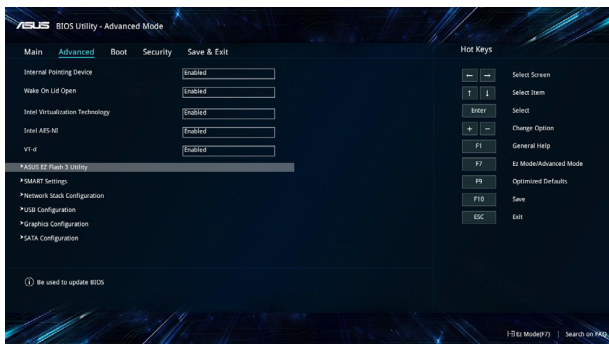 ASUS BIOS Utility - Advanced Mode
Main Advanced Boot Security Save & Exit
Internal Pointing Device Enabled
Wake On Lid Open Enabled
Intel Virtualization Technology Enabled
Intel AES-NI Enabled
VT-d Enabled
ASUS EZ Flash 3 Utility
SMART Settings
Network Stack Configuration
USB Configuration
Graphics Configuration
SATA Configuration
Be used to update BIOS
Hot Keys
← → Select Screen
↑ ↓ Select Item
Enter Select
+ − Change Option
F1 General Help
F7 Ez Mode/Advanced Mode
F9 Optimized Defaults
F10 Save
ESC Exit
Ez Mode(F7) | Search on FAQ